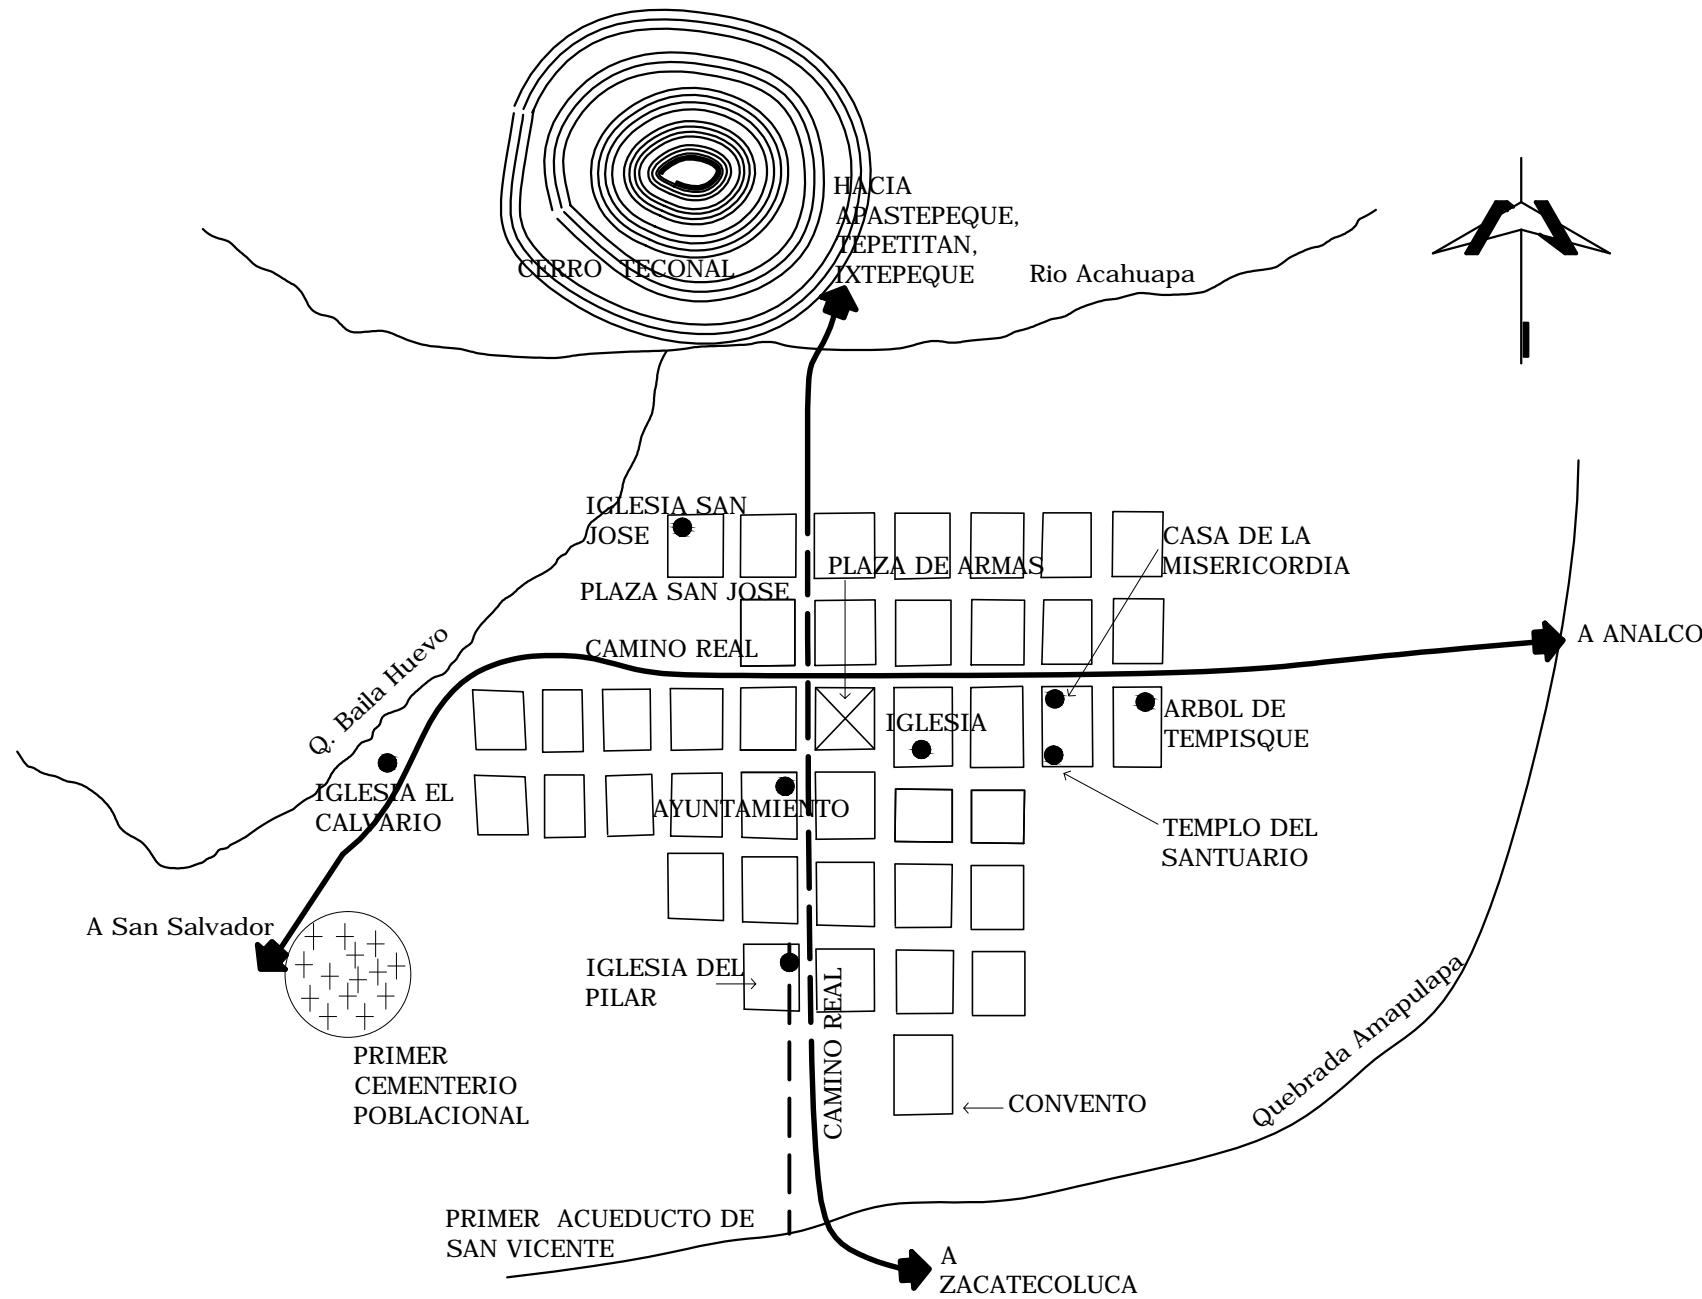 HACIA
APASTEPEQUE,
TEPETITAN,
IXTEPEQUE
CERRO TECONAL
Rio Acahuapa
IGLESIA SAN
JOSE
CASA DE LA
MISERICORDIA
PLAZA DE ARMAS
PLAZA SAN JOSE
CAMINO REAL
A ANALCO
Q. Baila Huevo
IGLESIA
ARBOL DE
TEMPISQUE
IGLESIA EL
CALVARIO
AYUNTAMIENTO
TEMPLO DEL
SANTUARIO
A San Salvador
IGLESIA DEL
PILAR
CAMINO REAL
Quebrada Amapulapa
PRIMER
CEMENTERIO
POBLACIONAL
CONVENTO
PRIMER ACUEDUCTO DE
SAN VICENTE
A
ZACATECOLUCA